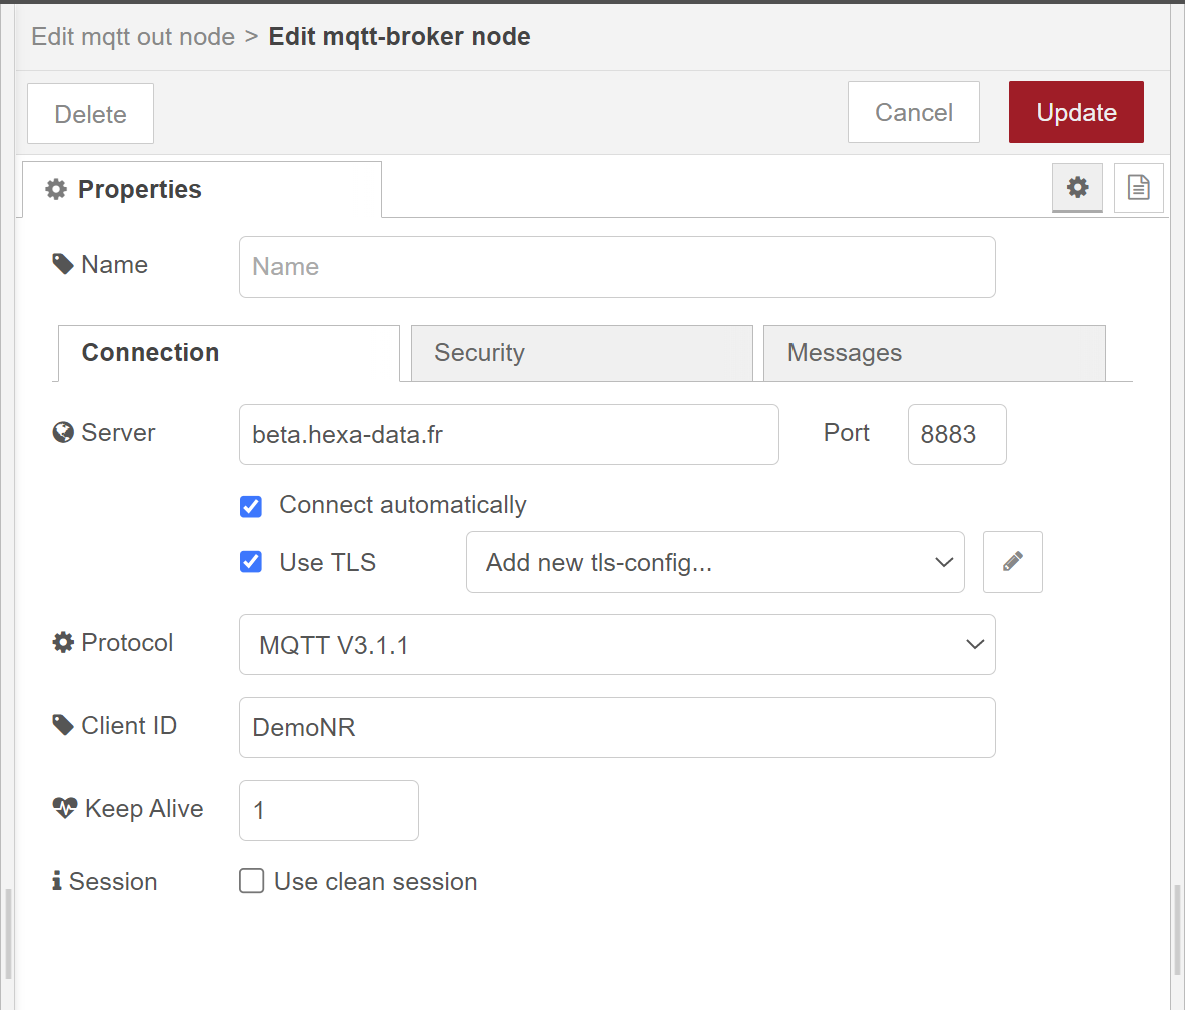 Edit mqtt out node > Edit mqtt-broker node
Delete Cancel Update
Properties
Name Name
Connection Security Messages
Server beta.hexa-data.fr Port 8883
Connect automatically
Use TLS Add new tls-config...
Protocol MQTT V3.1.1
Client ID DemoNR
Keep Alive 1
Session Use clean session